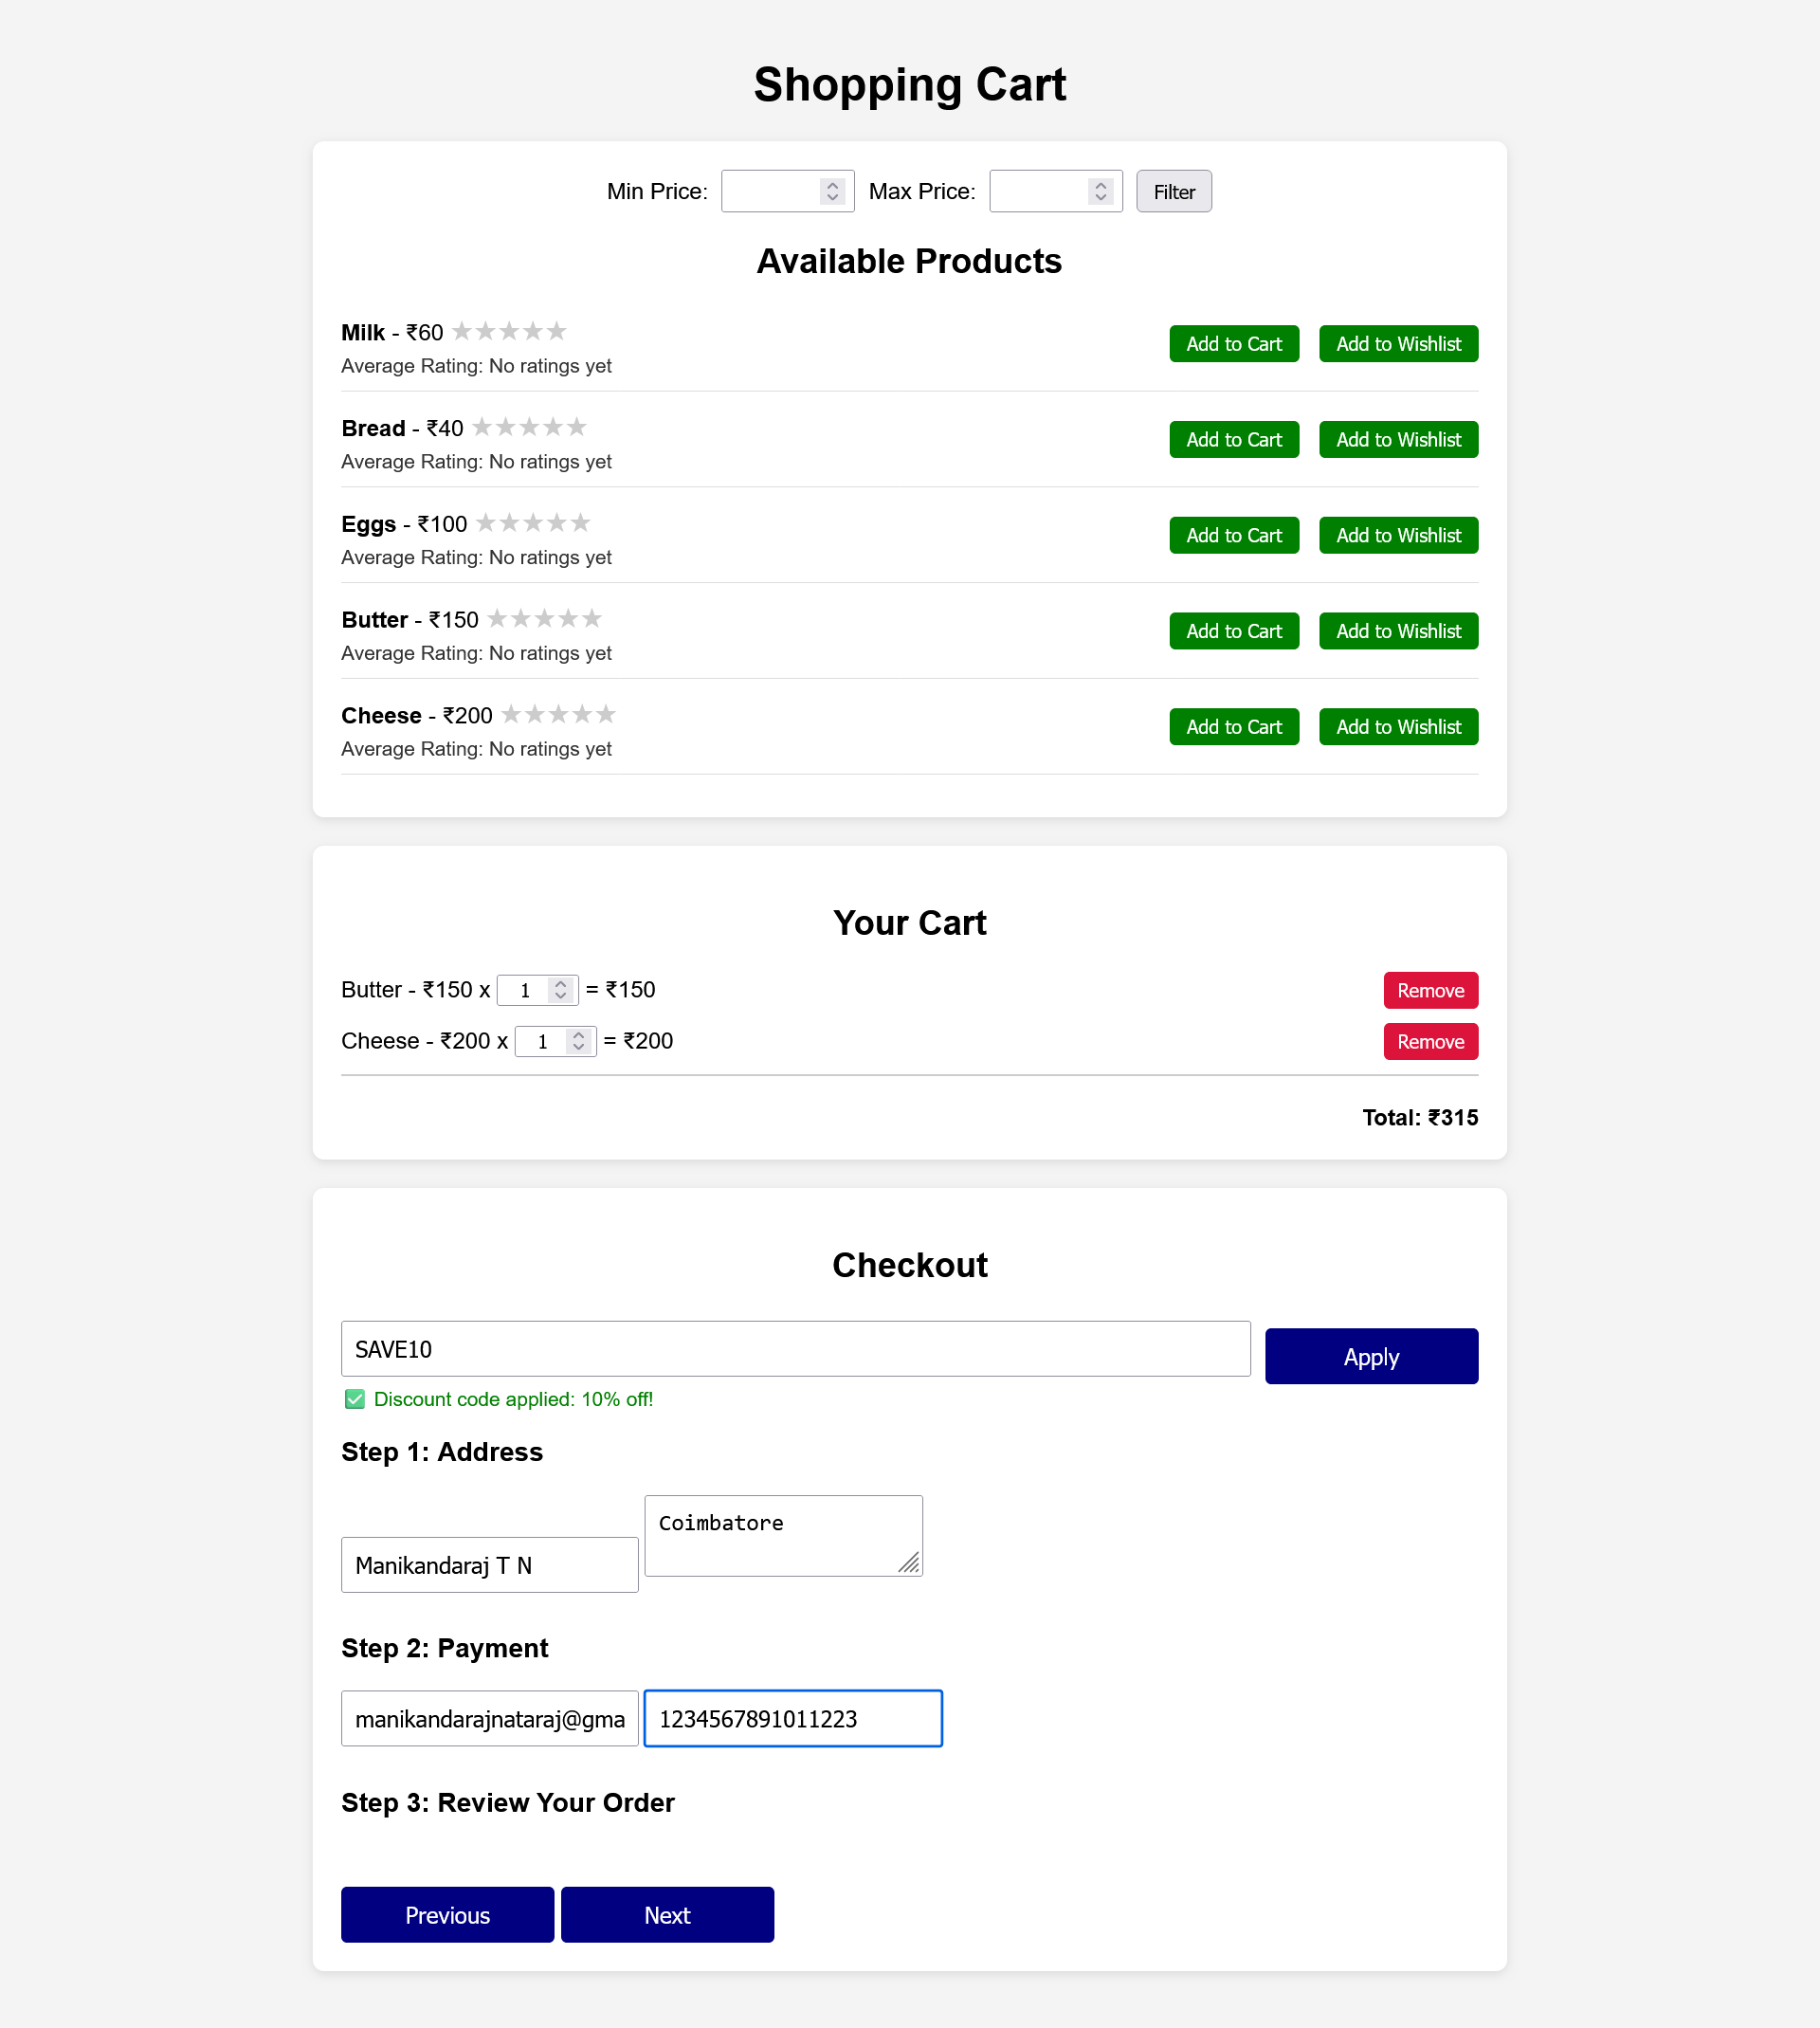 Shopping Cart
Min Price: Max Price: Filter
Available Products
Milk - ₹60 ★★★★★
Average Rating: No ratings yet
Add to Cart Add to Wishlist
Bread - ₹40 ★★★★★
Average Rating: No ratings yet
Add to Cart Add to Wishlist
Eggs - ₹100 ★★★★★
Average Rating: No ratings yet
Add to Cart Add to Wishlist
Butter - ₹150 ★★★★★
Average Rating: No ratings yet
Add to Cart Add to Wishlist
Cheese - ₹200 ★★★★★
Average Rating: No ratings yet
Add to Cart Add to Wishlist
Your Cart
Butter - ₹150 x 1 = ₹150 Remove
Cheese - ₹200 x 1 = ₹200 Remove
Total: ₹315
Checkout
SAVE10 Apply
✅ Discount code applied: 10% off!
Step 1: Address
Manikandaraj T N Coimbatore
Step 2: Payment
manikandarajnataraj@gma 1234567891011223
Step 3: Review Your Order
Previous Next